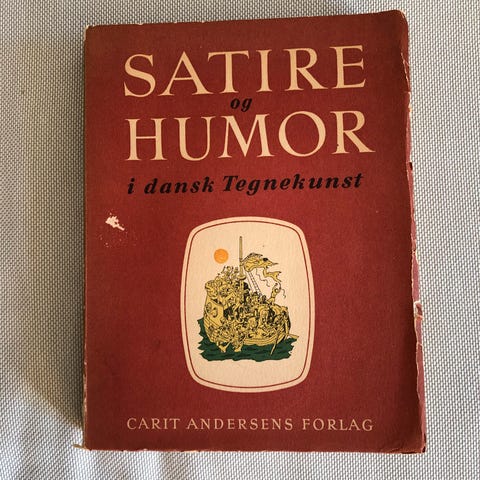 SATIRE
og
HUMOR
i dansk Tegnekunst
CARIT ANDERSENS FORLAG